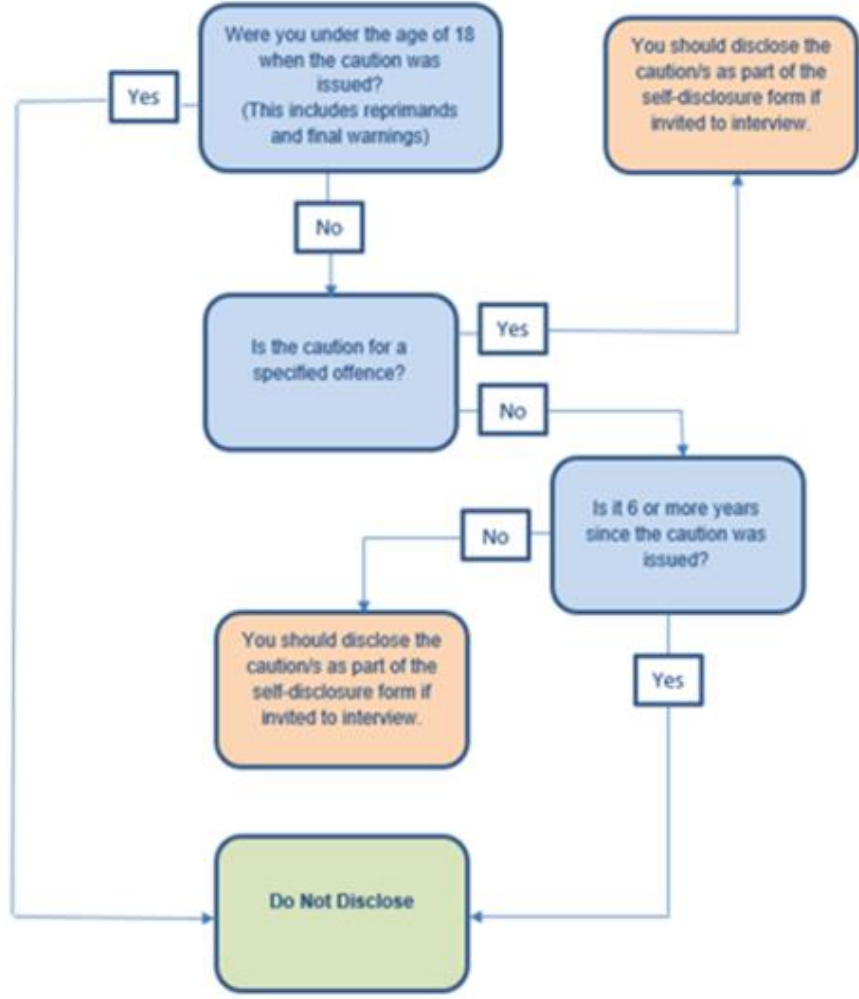 Were you under the age of 18
when the caution was
issued?
(This includes reprimands
and final warnings)
You should disclose the
caution/s as part of the
self-disclosure form if
invited to interview.
Yes
No
Is the caution for a
specified offence?
Yes
No
Is it 6 or more years
since the caution was
issued?
No
You should disclose the
caution/s as part of the
self-disclosure form if
invited to interview.
Yes
Do Not Disclose